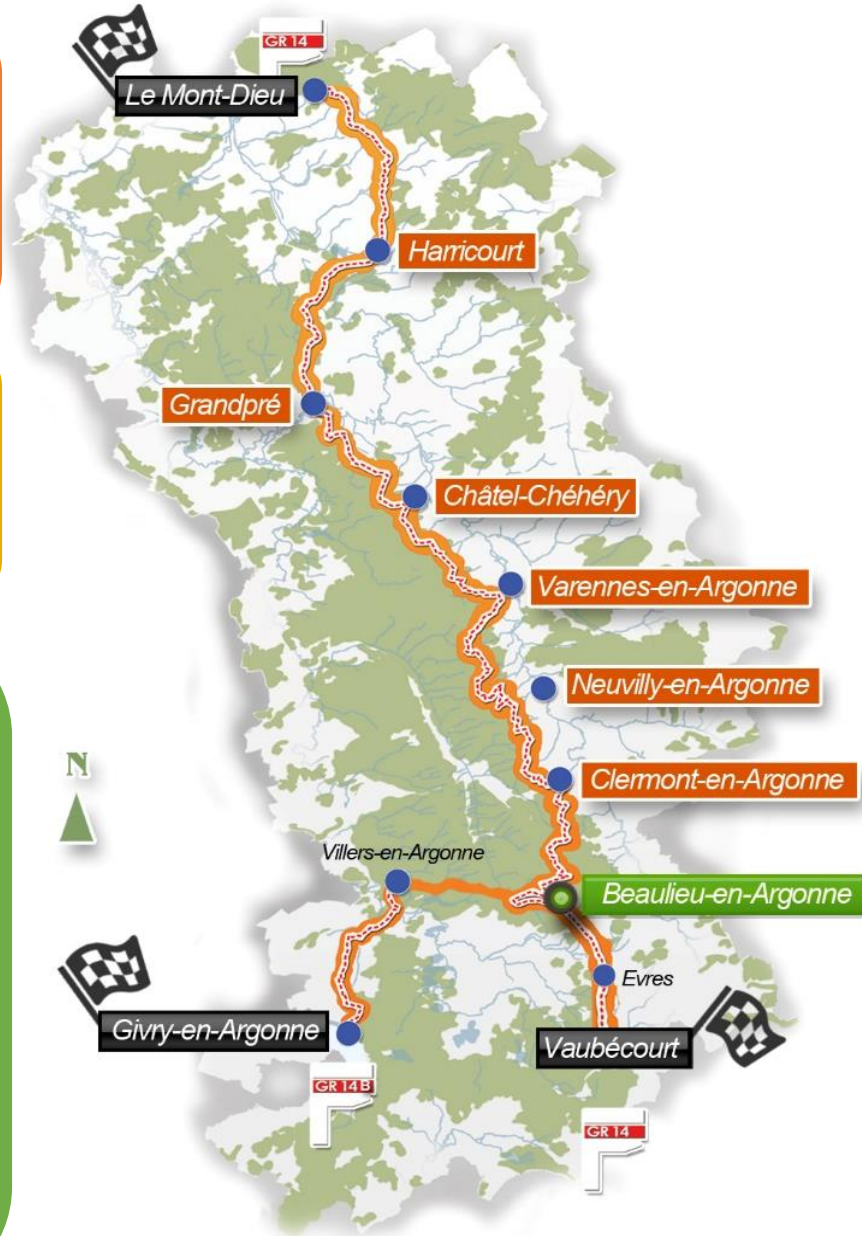 GR 14
Le Mont-Dieu
Harricourt
Grandpré
Châtel-Chéhéry
Varennes-en-Argonne
Neuvilly-en-Argonne
N
Clermont-en-Argonne
Villers-en-Argonne
Beaulieu-en-Argonne
Evres
Givry-en-Argonne
Vaubécourt
GR 14 B
GR 14